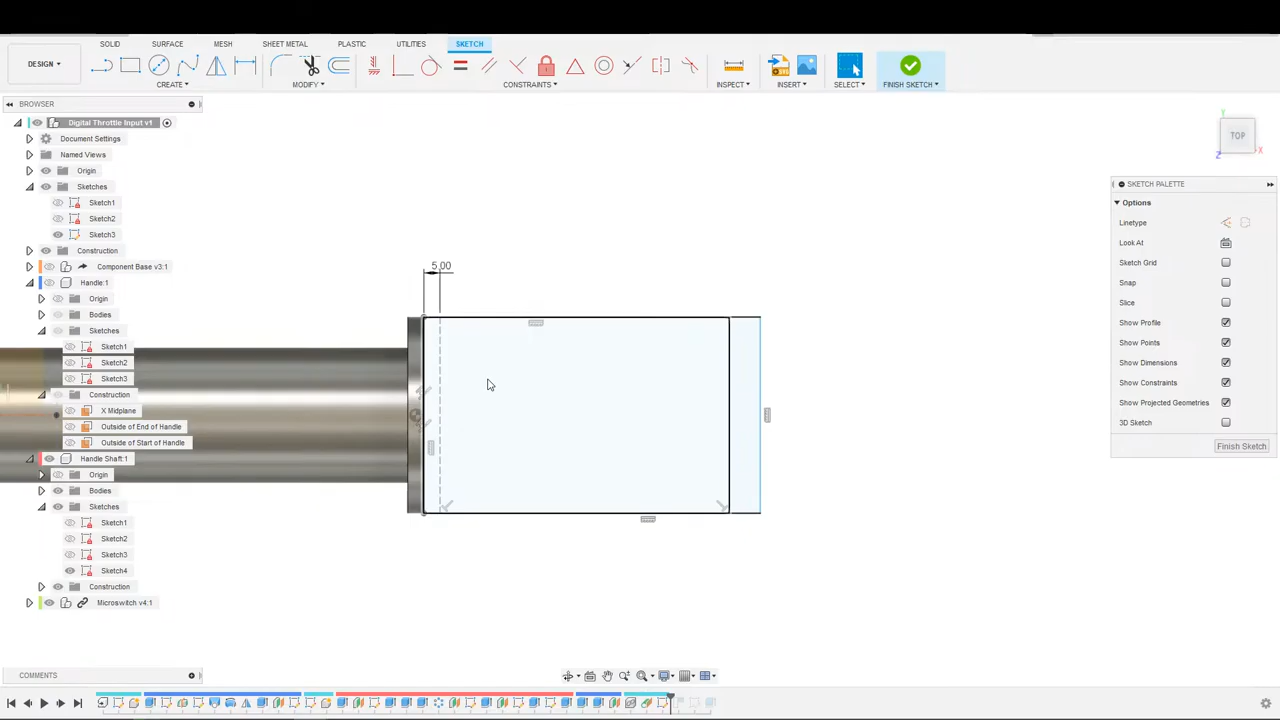 SOLID SURFACE MESH SHEET METAL PLASTIC UTILITIES SKETCH
DESIGN
CREATE MODIFY CONSTRAINTS INSPECT INSERT SELECT FINISH SKETCH
BROWSER
Digital Throttle Input v1
Document Settings
Named Views
Origin
Sketches
Sketch1
Sketch2
Sketch3
Construction
Component Base v3:1
Handle:1
Origin
Bodies
Sketches
Sketch1
Sketch2
Sketch3
Construction
X Midplane
Outside of End of Handle
Outside of Start of Handle
Handle Shaft:1
Origin
Bodies
Sketches
Sketch1
Sketch2
Sketch3
Sketch4
Construction
Microswitch v4:1
COMMENTS
5.00
Y
TOP
X
Z
SKETCH PALETTE
Options
Linetype
Look At
Sketch Grid
Snap
Slice
Show Profile
Show Points
Show Dimensions
Show Constraints
Show Projected Geometries
3D Sketch
Finish Sketch